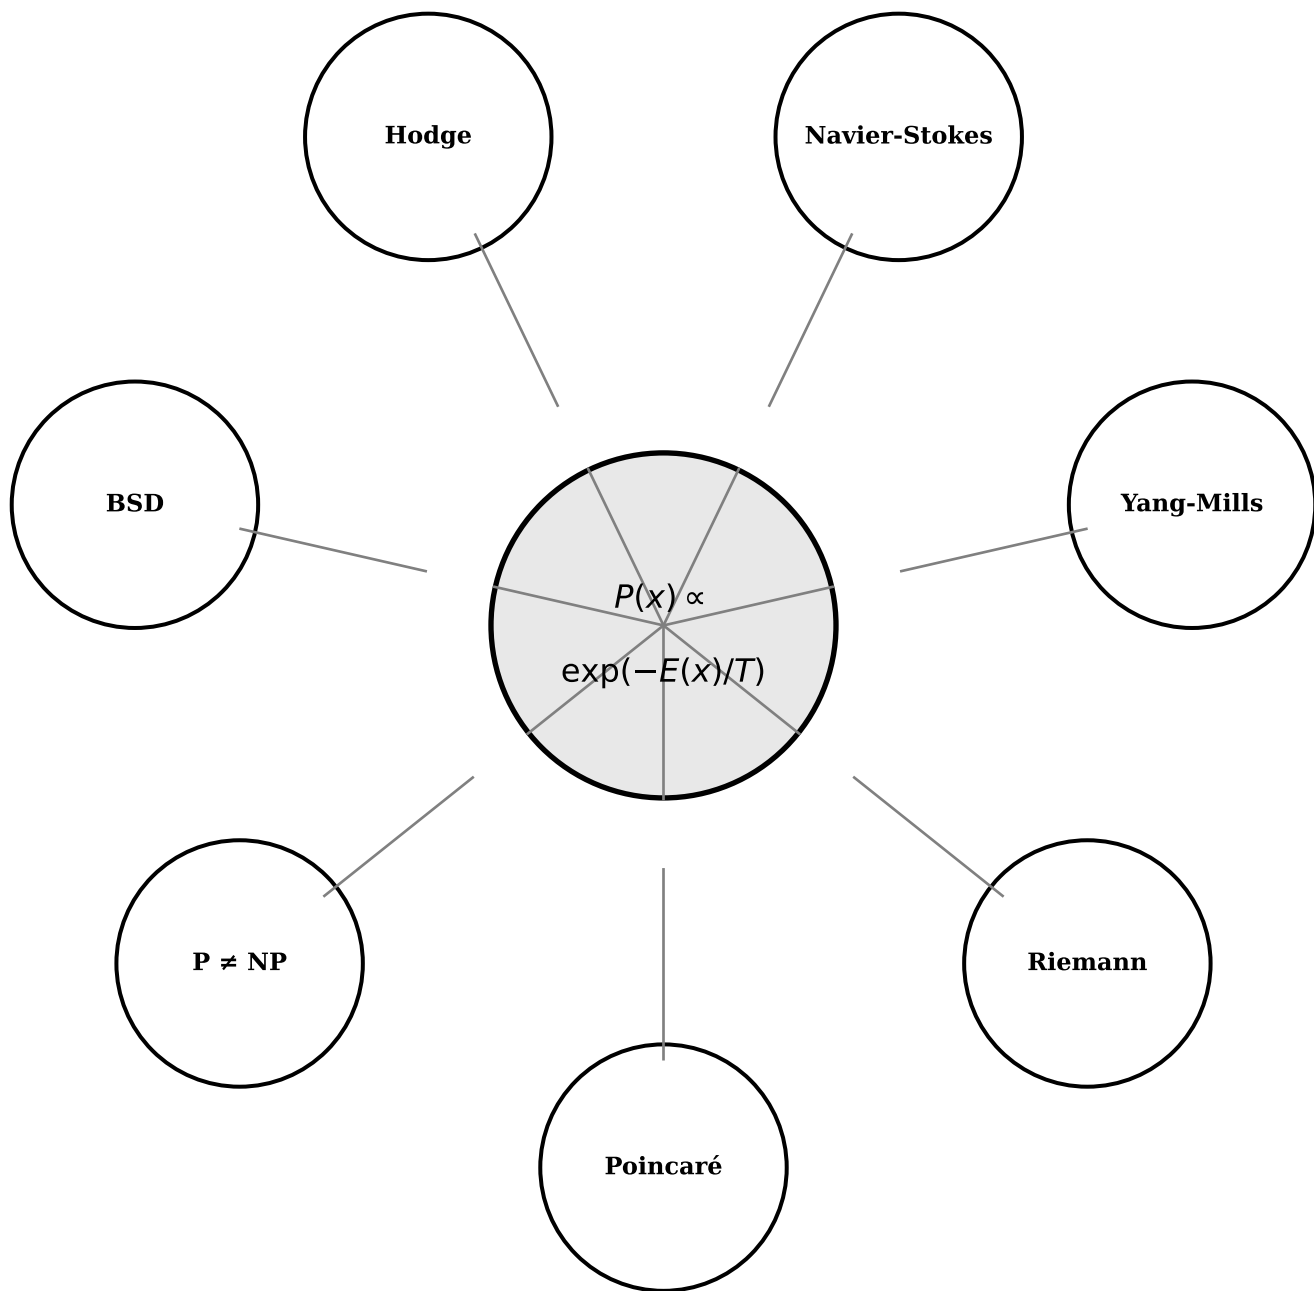 Hodge
Navier-Stokes
BSD
Yang-Mills
P(x) ∝
exp(−E(x)/T)
P ≠ NP
Riemann
Poincaré